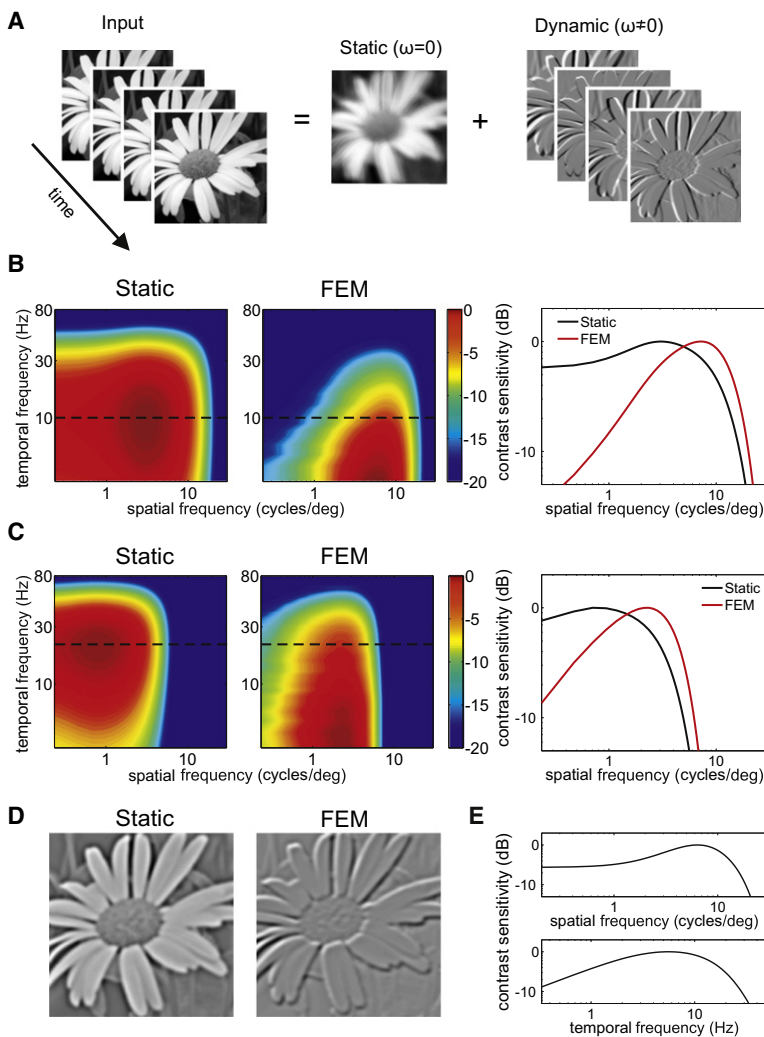 A
Input
Static (ω=0)
Dynamic (ω≠0)
=
+
time
B
Static
FEM
temporal frequency (Hz)
80
30
10
1
10
spatial frequency (cycles/deg)
1
10
0
-5
-10
-15
-20
contrast sensitivity (dB)
0
-10
Static
FEM
1
10
spatial frequency (cycles/deg)
C
Static
FEM
temporal frequency (Hz)
80
30
10
1
10
spatial frequency (cycles/deg)
1
10
0
-5
-10
-15
-20
contrast sensitivity (dB)
0
-10
Static
FEM
1
10
spatial frequency (cycles/deg)
D
Static
FEM
E
contrast sensitivity (dB)
0
-10
1
10
spatial frequency (cycles/deg)
0
-10
1
10
temporal frequency (Hz)